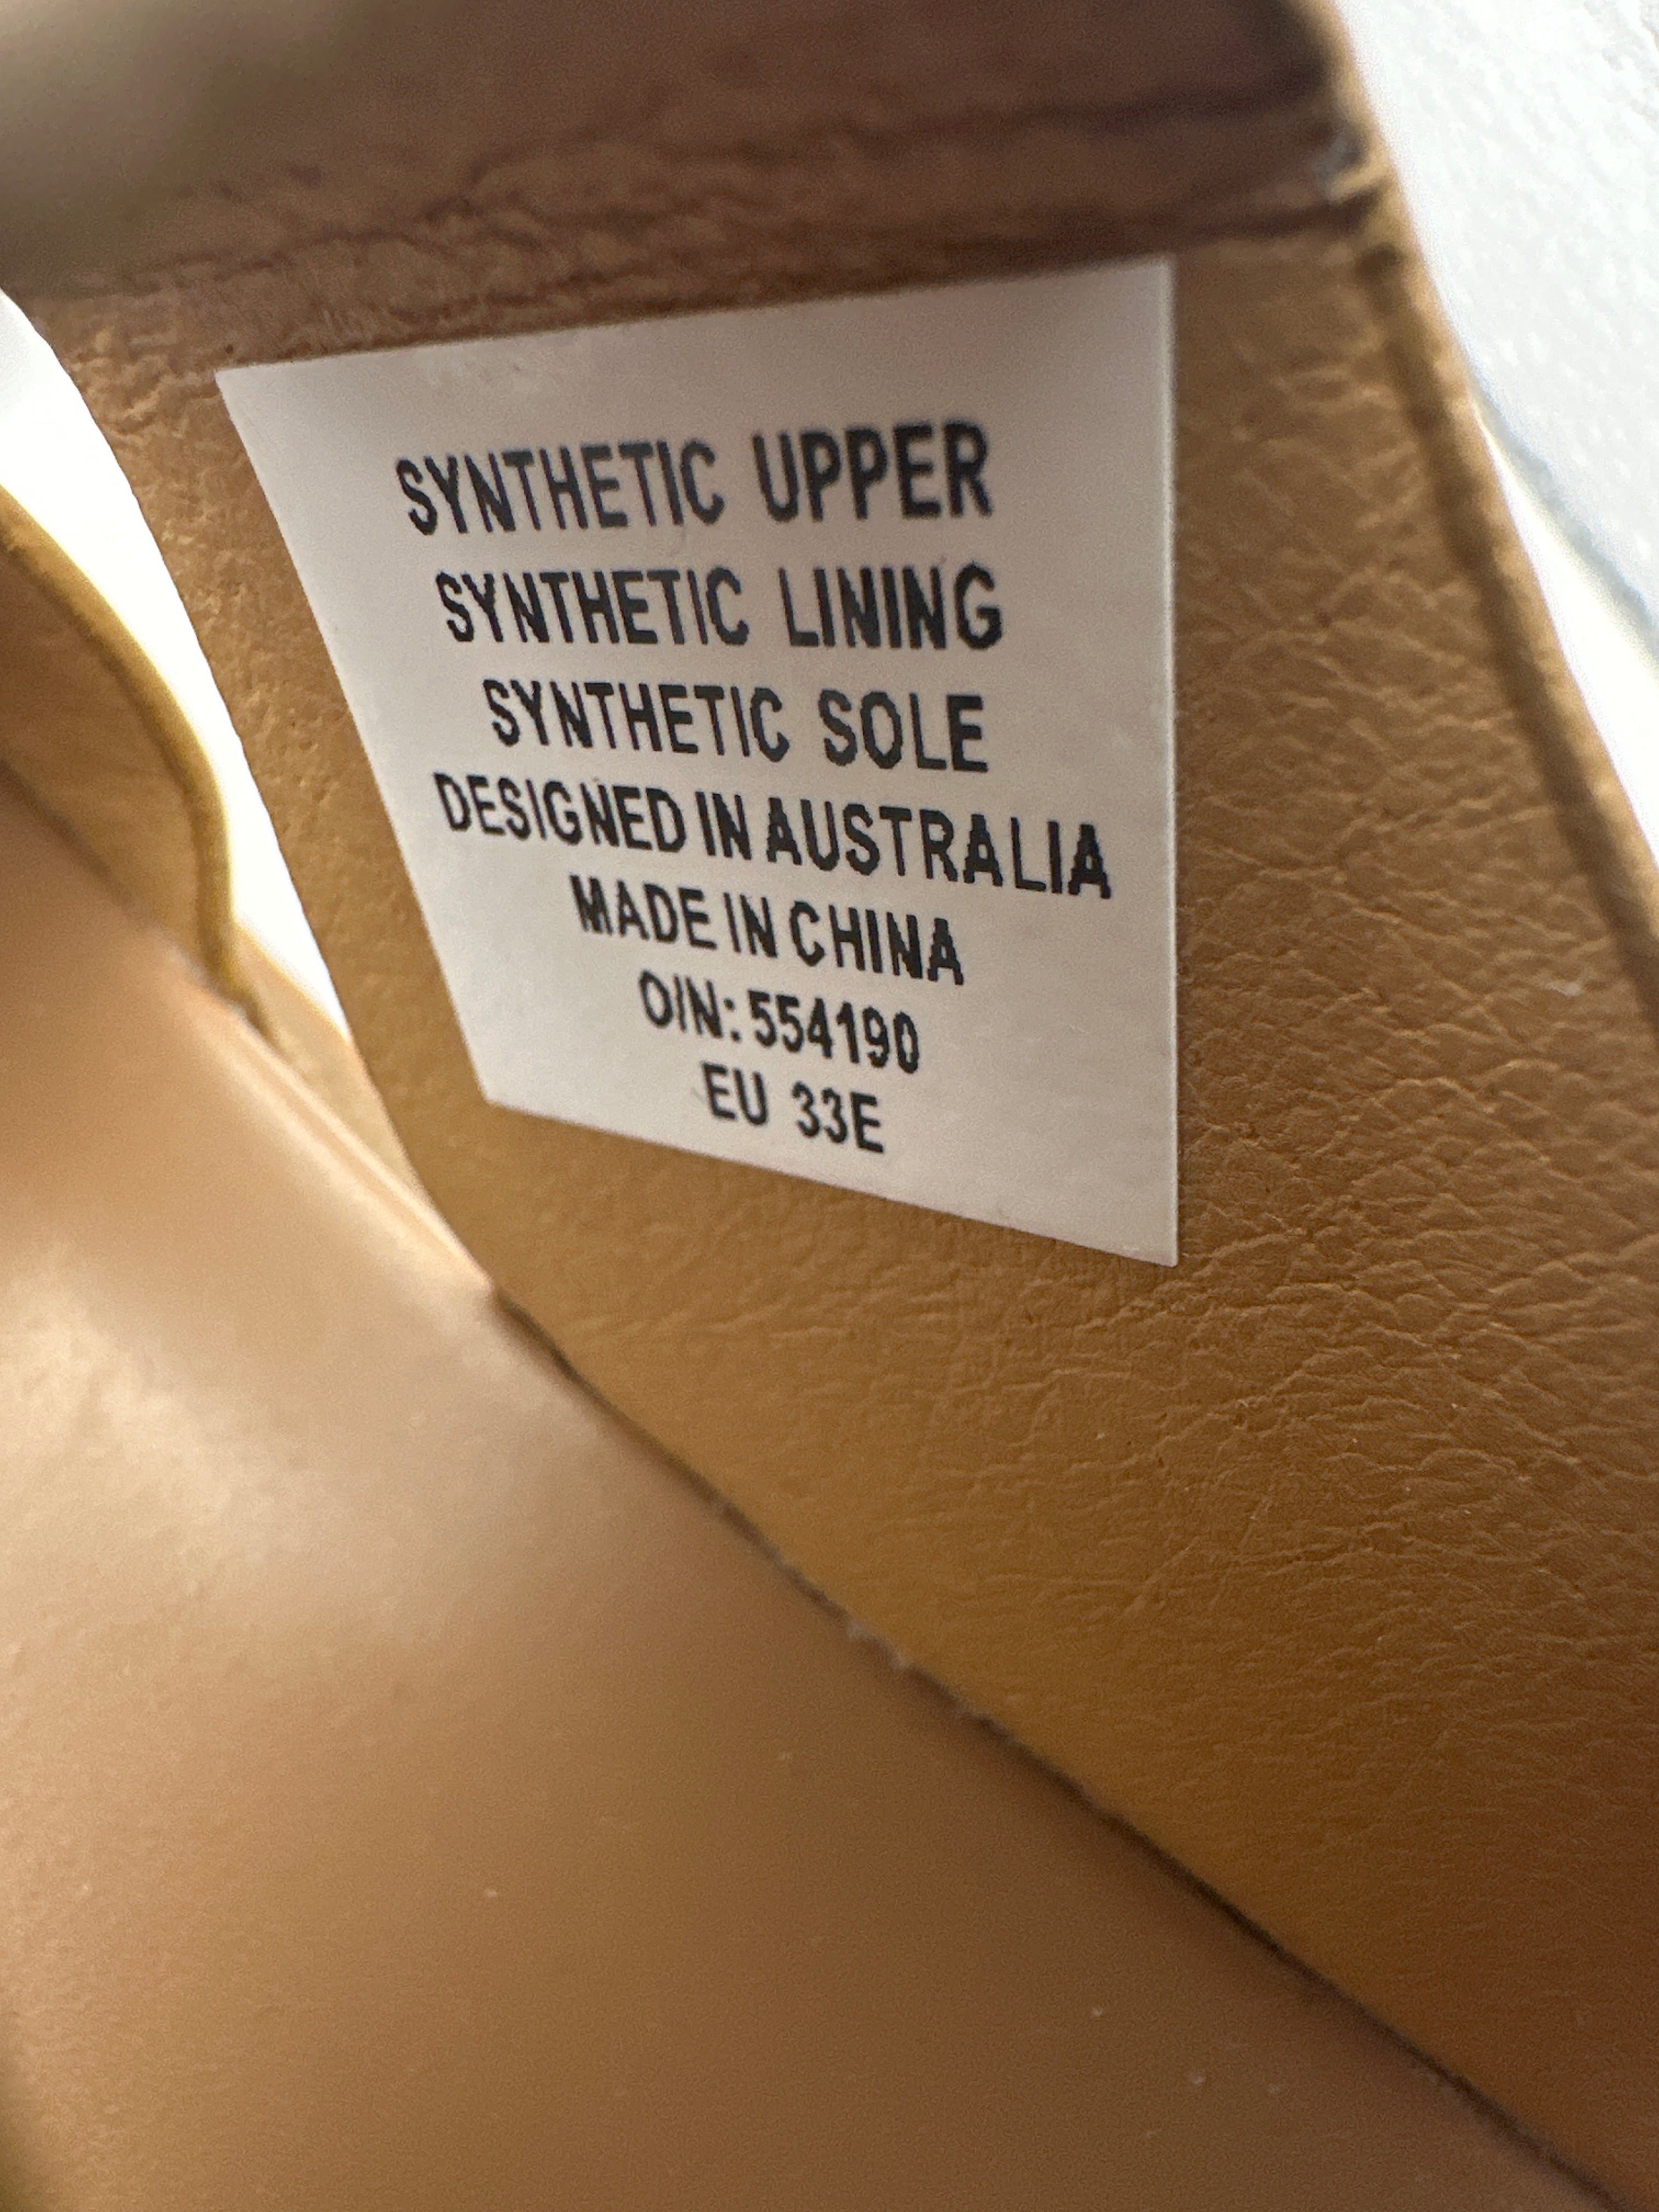 SYNTHETIC UPPER
SYNTHETIC LINING
SYNTHETIC SOLE
DESIGNED IN AUSTRALIA
MADE IN CHINA
O/N: 554190
EU 33E